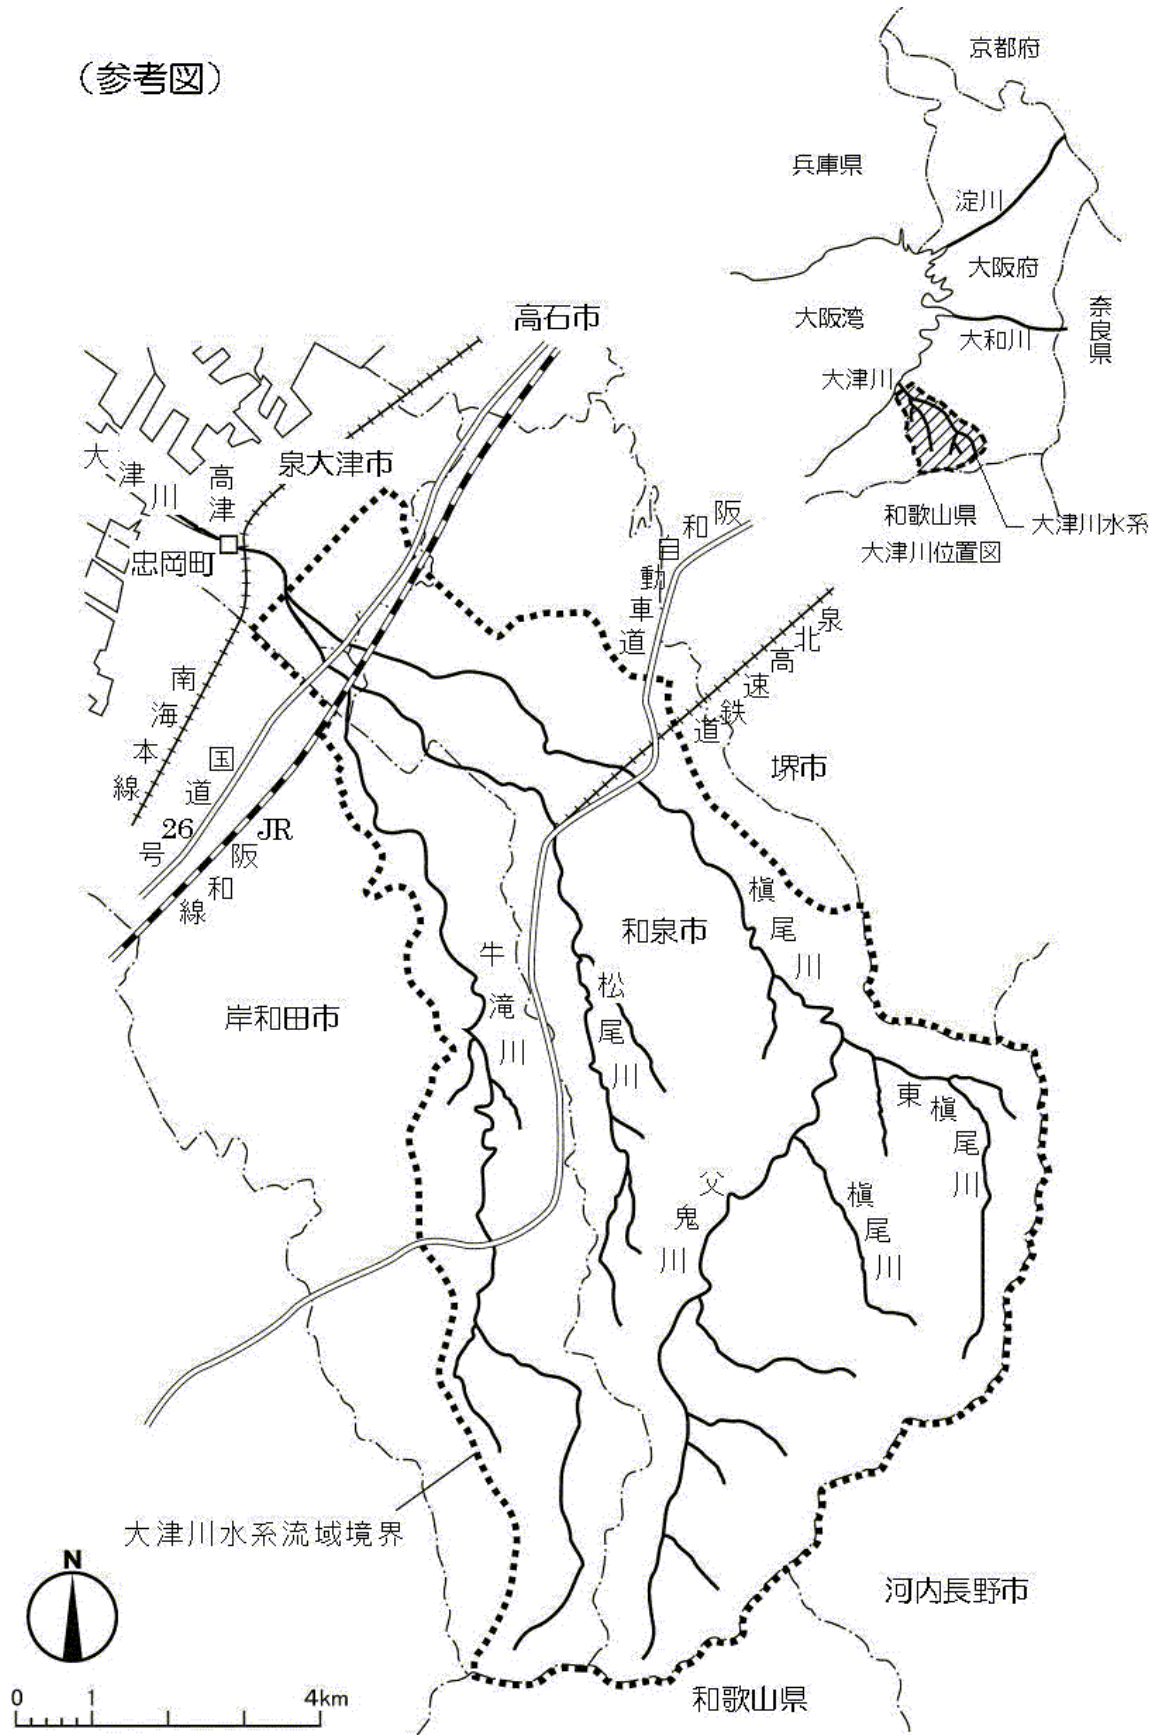 （参考図）
京都府
兵庫県
淀川
大阪府
大阪湾
奈良県
大和川
大津川
和歌山県
大津川水系
大津川位置図
高石市
泉大津市
大津川
高津
忠岡町
阪和自動車道
泉北高速鉄道
南海本線
国道26号
JR阪和線
堺市
和泉市
槇尾川
牛滝川
松尾川
岸和田市
東槇尾川
父鬼川
槇尾川
大津川水系流域境界
河内長野市
和歌山県
N
0 1 4km